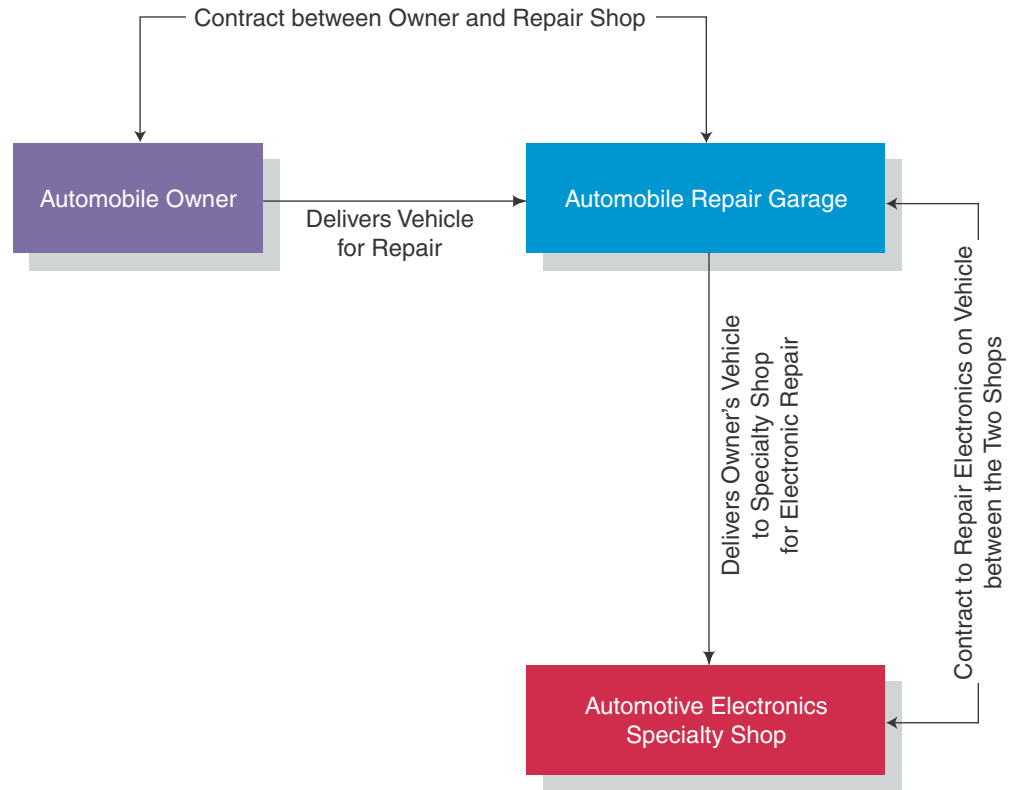 Contract between Owner and Repair Shop
Automobile Owner
Delivers Vehicle
for Repair
Automobile Repair Garage
Delivers Owner’s Vehicle
to Specialty Shop
for Electronic Repair
Contract to Repair Electronics on Vehicle
between the Two Shops
Automotive Electronics
Specialty Shop